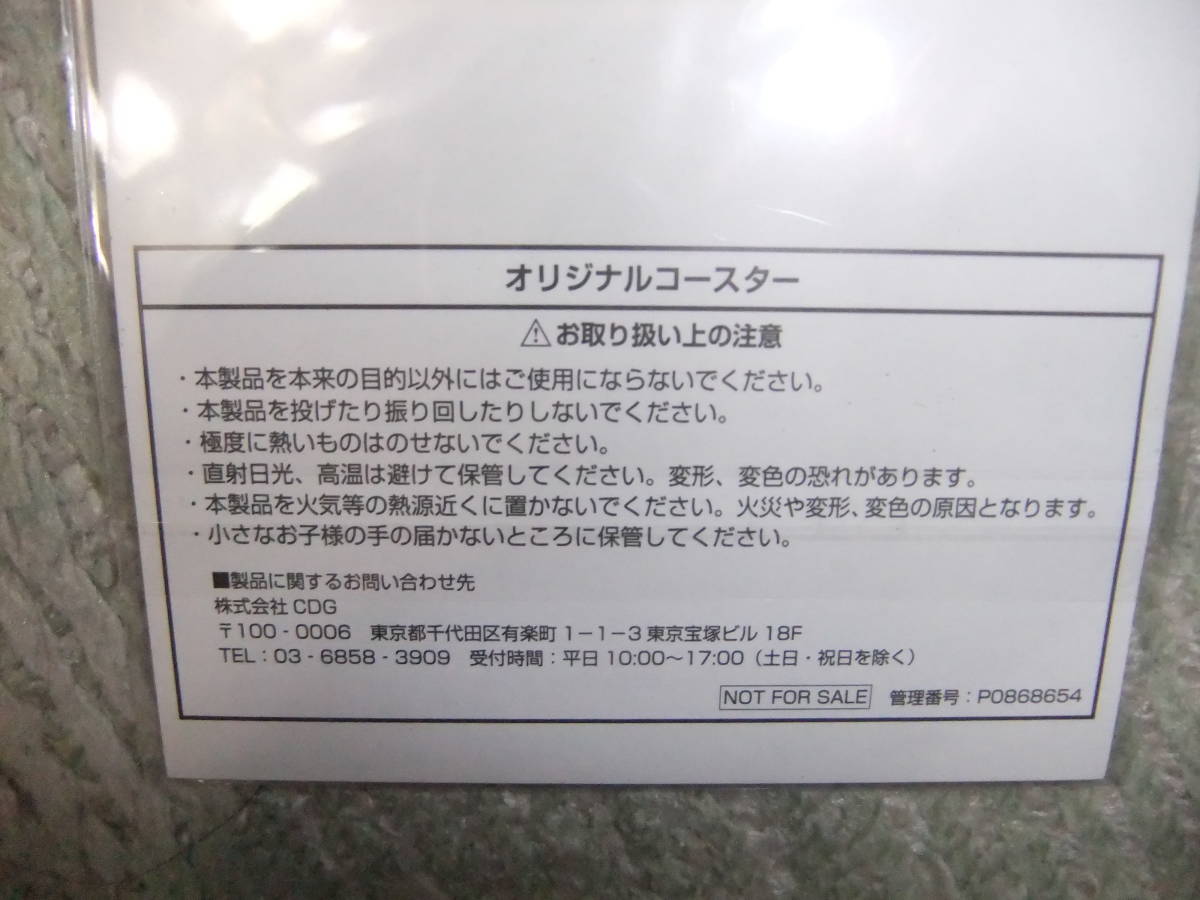 オリジナルコースター
⚠お取り扱い上の注意
・本製品を本来の目的以外にはご使用にならないでください。
・本製品を投げたり振り回したりしないでください。
・極度に熱いものはのせないでください。
・直射日光、高温は避けて保管してください。変形、変色の恐れがあります。
・本製品を火気等の熱源近くに置かないでください。火災や変形、変色の原因となります。
・小さなお子様の手の届かないところに保管してください。
■製品に関するお問い合わせ先
株式会社CDG
〒100-0006 東京都千代田区有楽町1-1-3東京宝塚ビル18F
TEL:03-6858-3909 受付時間:平日10:00〜17:00(土日・祝日を除く)
NOT FOR SALE 管理番号:P0868654